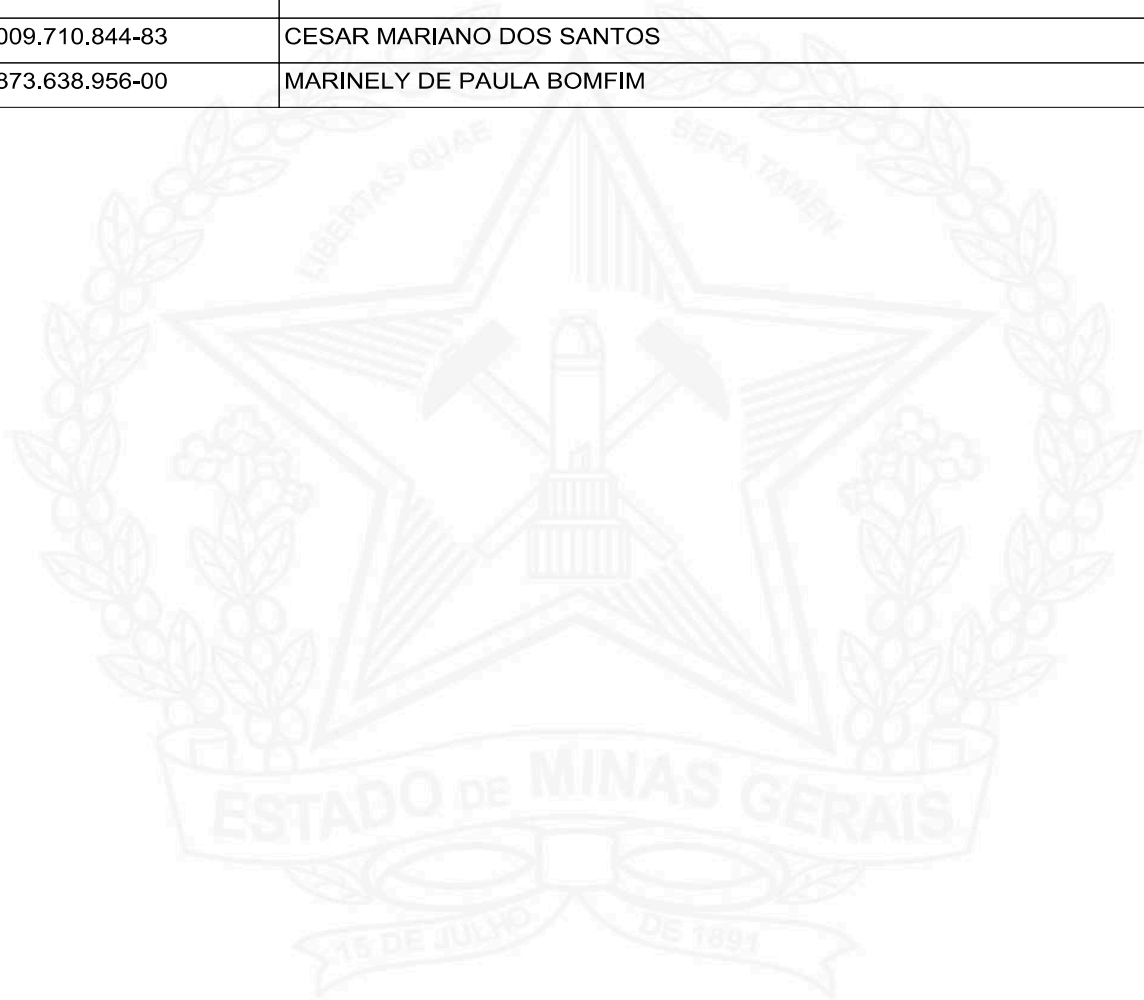 009.710.844-83 CESAR MARIANO DOS SANTOS
873.638.956-00 MARINELY DE PAULA BOMFIM
LIBERTAS QUAE SERA TAMEN
ESTADO DE MINAS GERAIS
15 DE JULHO DE 1891